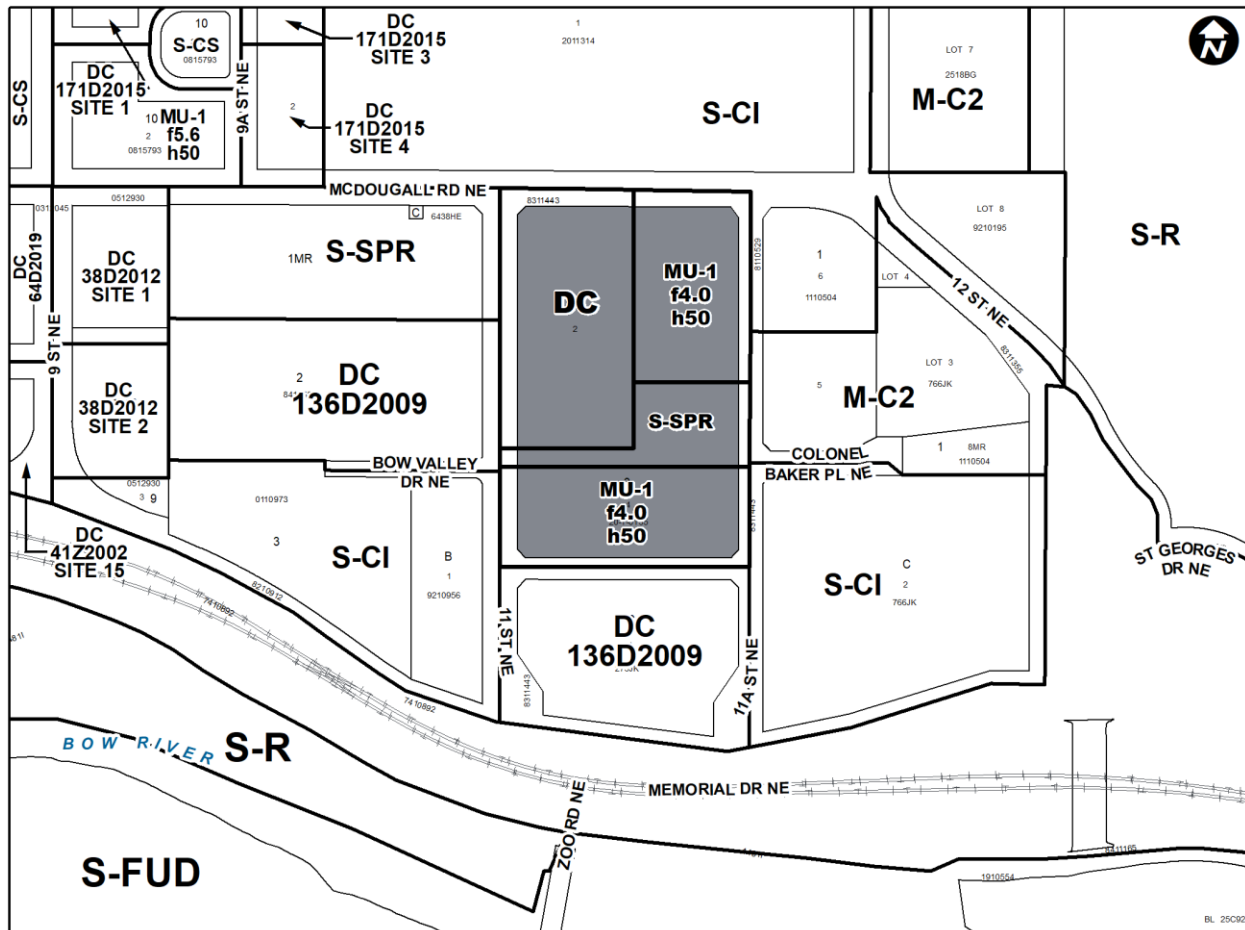 10
S-CS
0815793
DC
171D2015
SITE 3
1
2011314
LOT 7
2518BG
M-C2
N
S-CS
DC
171D2015
SITE 1
10
MU-1
f5.6
h50
2
0815793
9A ST NE
2
DC
171D2015
SITE 4
S-CI
MCDOUGALL RD NE
0512930
8311443
6438HE
C
1MR
S-SPR
DC
64D2019
DC
38D2012
SITE 1
9 ST NE
DC
2
MU-1
f4.0
h50
8110529
1
6
1110504
LOT 4
LOT 8
9210195
12 ST NE
S-R
8311355
DC
38D2012
SITE 2
2
DC
136D2009
S-SPR
5
LOT 3
766JK
M-C2
1
8MR
1110504
BOW VALLEY
DR NE
COLONEL
BAKER PL NE
0512930
3
9
0110973
3
S-CI
B
1
9210956
MU-1
f4.0
h50
8311443
C
2
766JK
S-CI
ST GEORGES
DR NE
DC
41Z2002
SITE 15
8210912
7410892
7410892
11 ST NE
8311443
DC
136D2009
11A ST NE
BOW RIVER
S-R
MEMORIAL DR NE
ZOO RD NE
S-FUD
8411165
1910554
BL 25C92